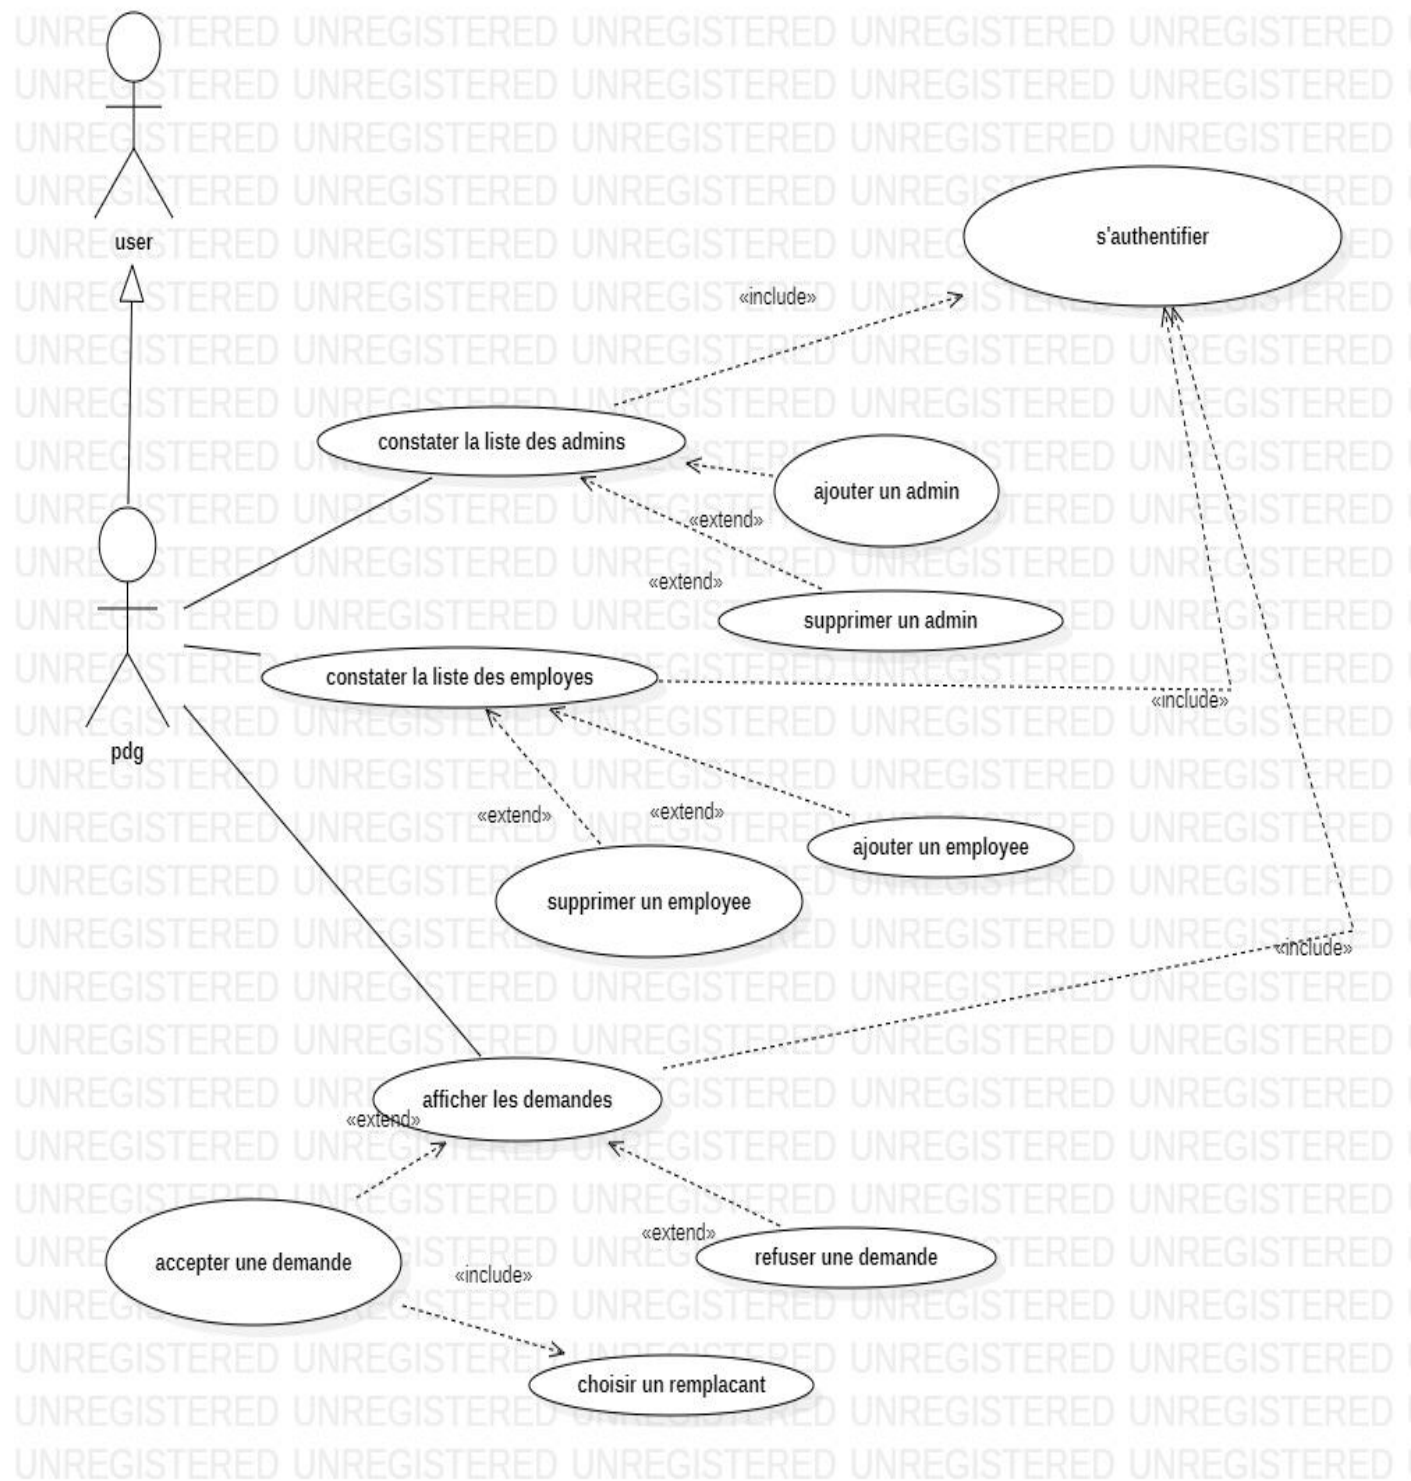 user
s'authentifier
«include»
constater la liste des admins
ajouter un admin
«extend»
«extend»
supprimer un admin
pdg
constater la liste des employes
«include»
«extend»
«extend»
ajouter un employee
supprimer un employee
«include»
afficher les demandes
«extend»
accepter une demande
«extend»
refuser une demande
«include»
choisir un remplacant
UNREGISTERED